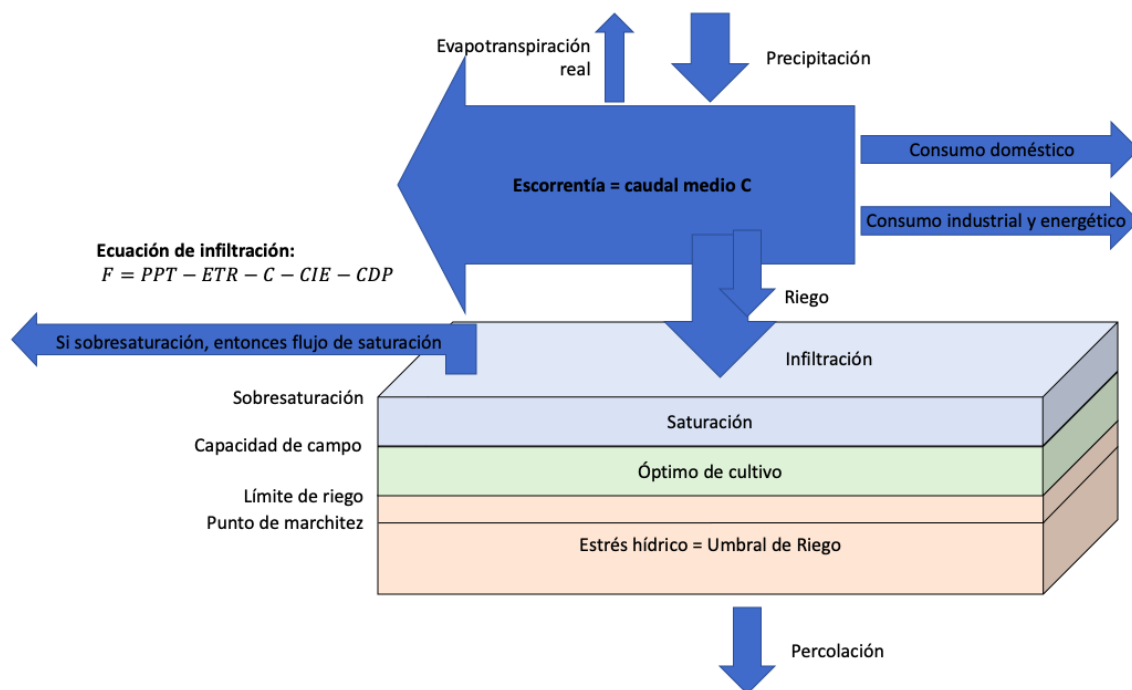 Evapotranspiración
real
Precipitación
Consumo doméstico
Escorrentía = caudal medio C
Consumo industrial y energético
Ecuación de infiltración:
F = PPT − ETR − C − CIE − CDP
Riego
Si sobresaturación, entonces flujo de saturación
Infiltración
Sobresaturación
Saturación
Capacidad de campo
Óptimo de cultivo
Límite de riego
Punto de marchitez
Estrés hídrico = Umbral de Riego
Percolación